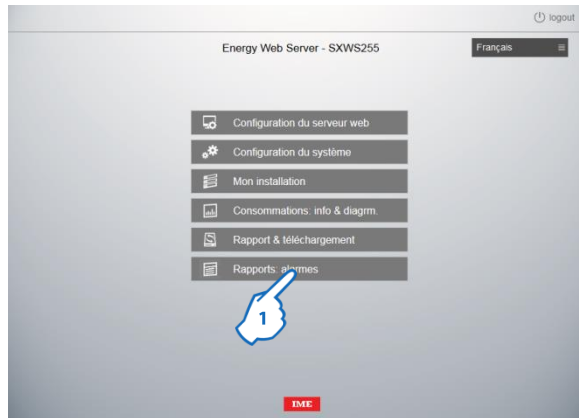 logout
Energy Web Server - SXWS255
Français
Configuration du serveur web
Configuration du système
Mon installation
Consommations: info & diagrm.
Rapport & téléchargement
Rapports: alarmes
1
IME